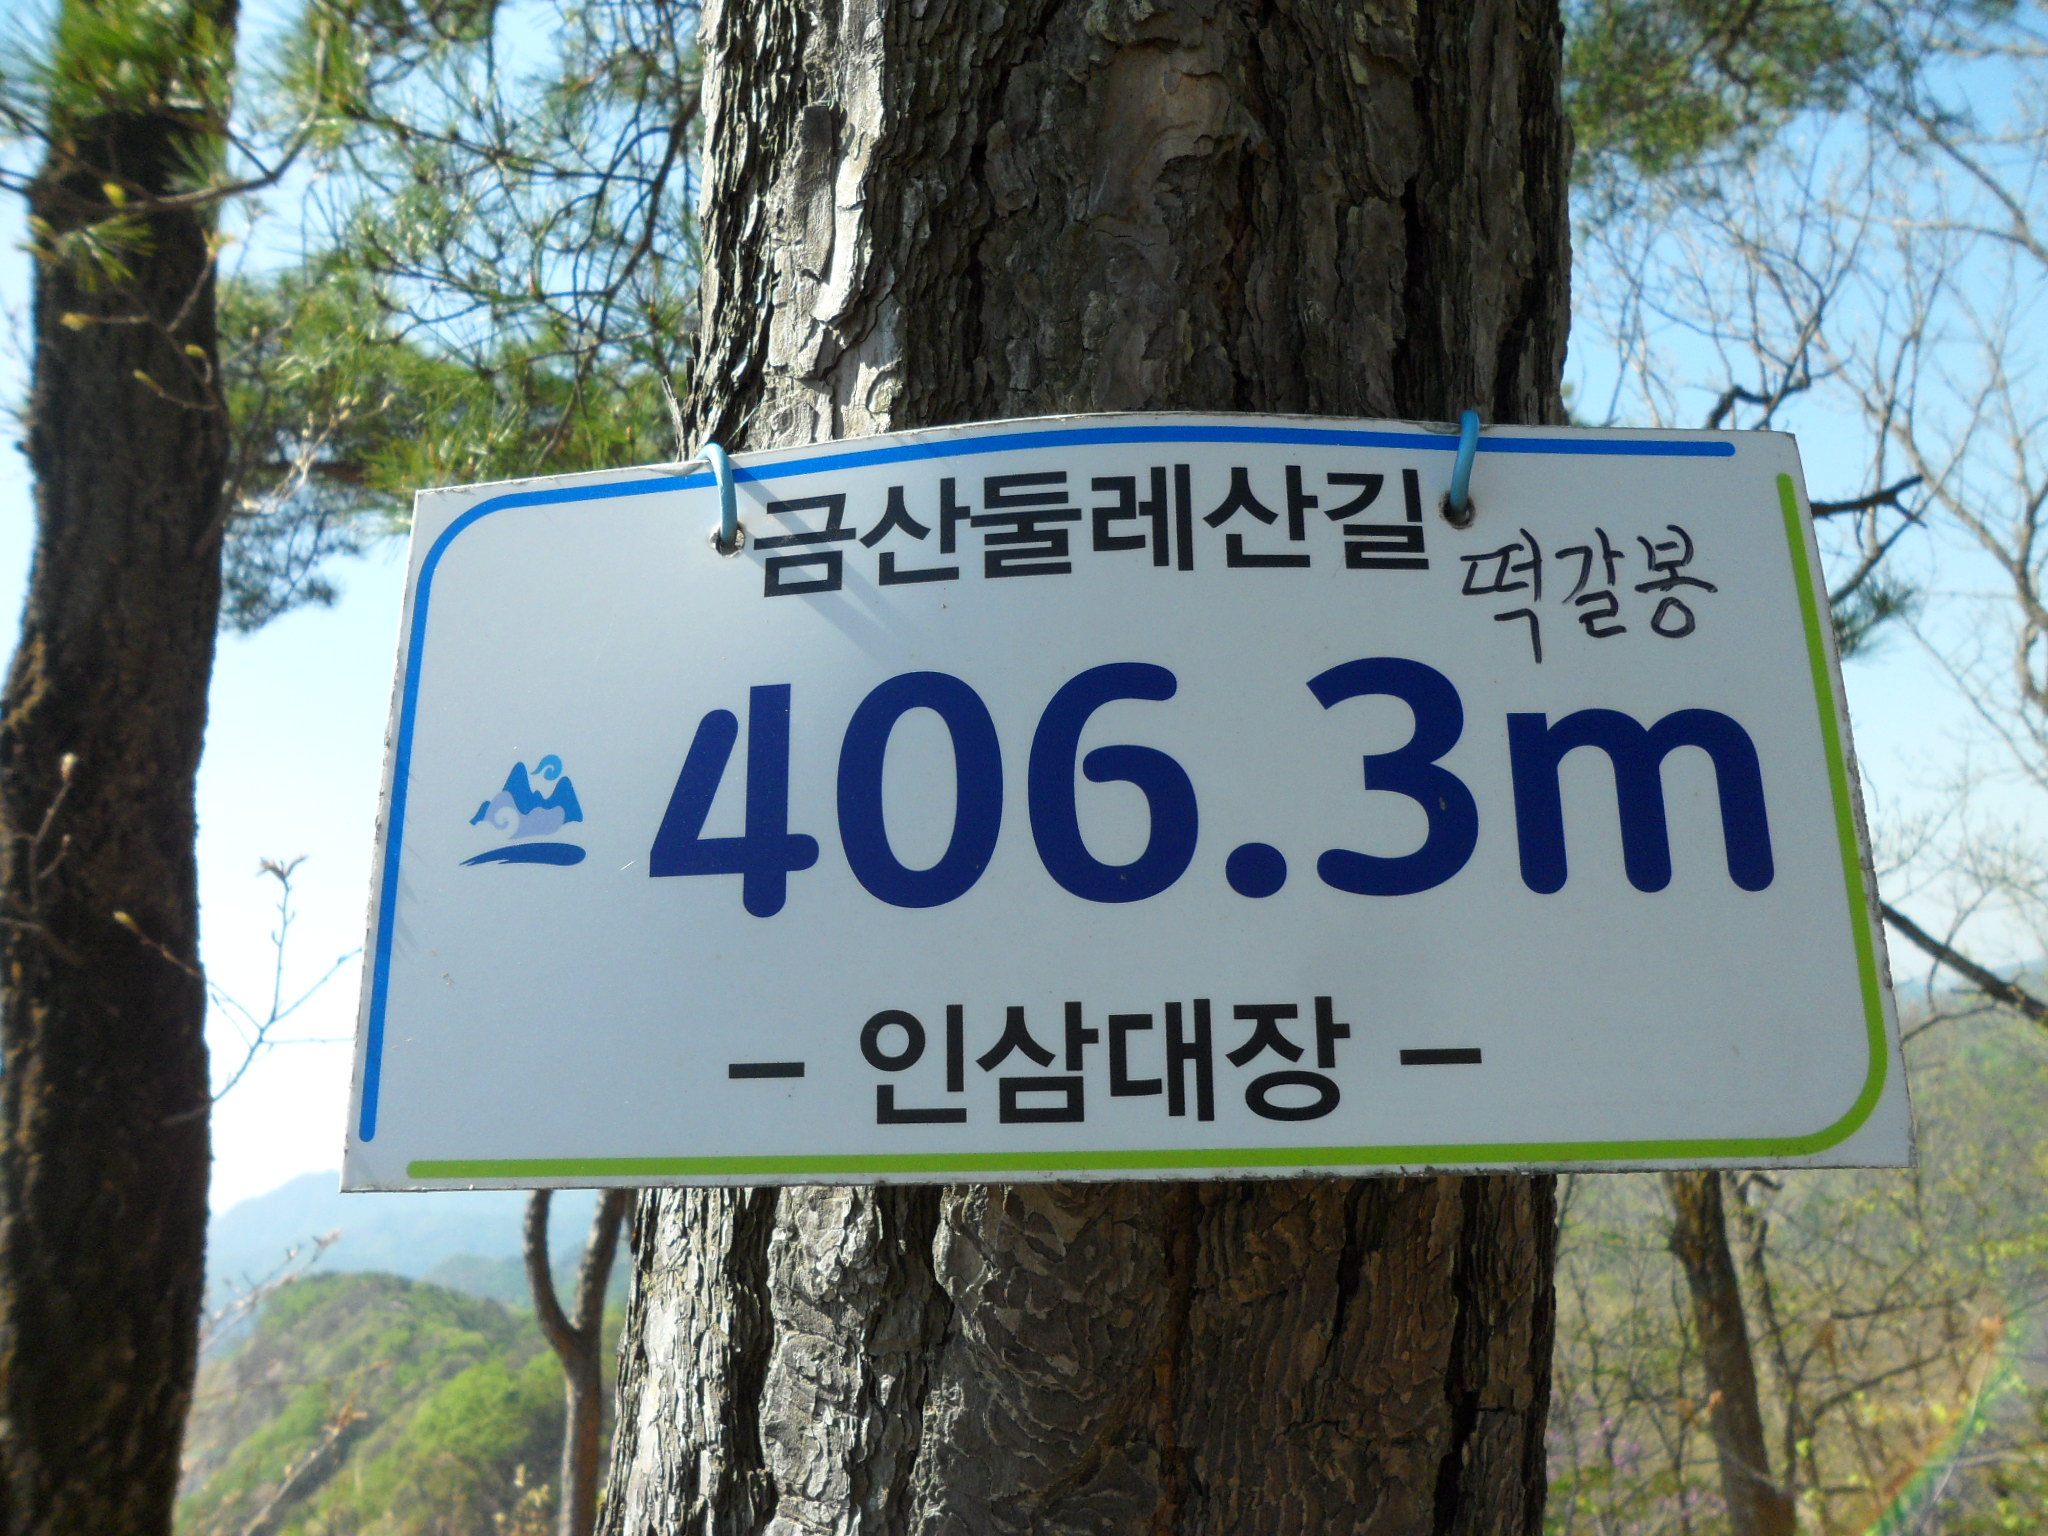 금산둘레산길
떡갈봉
406.3m
- 인삼대장 -